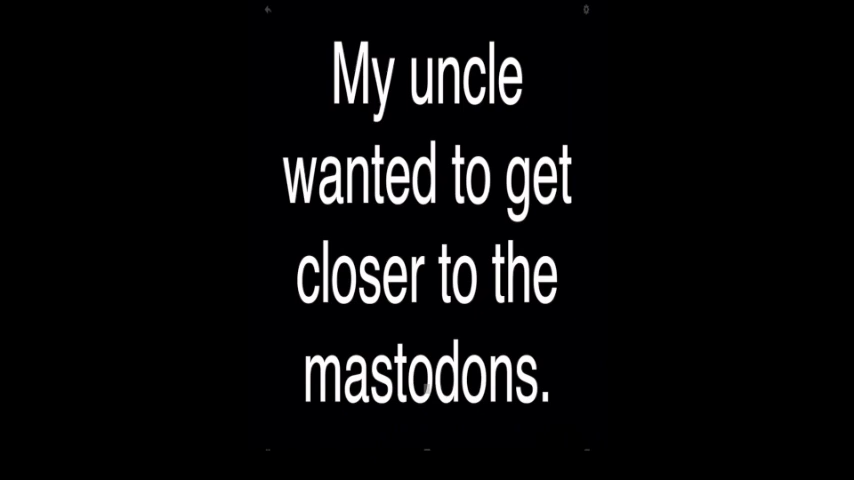 My uncle
wanted to get
closer to the
mastodons.